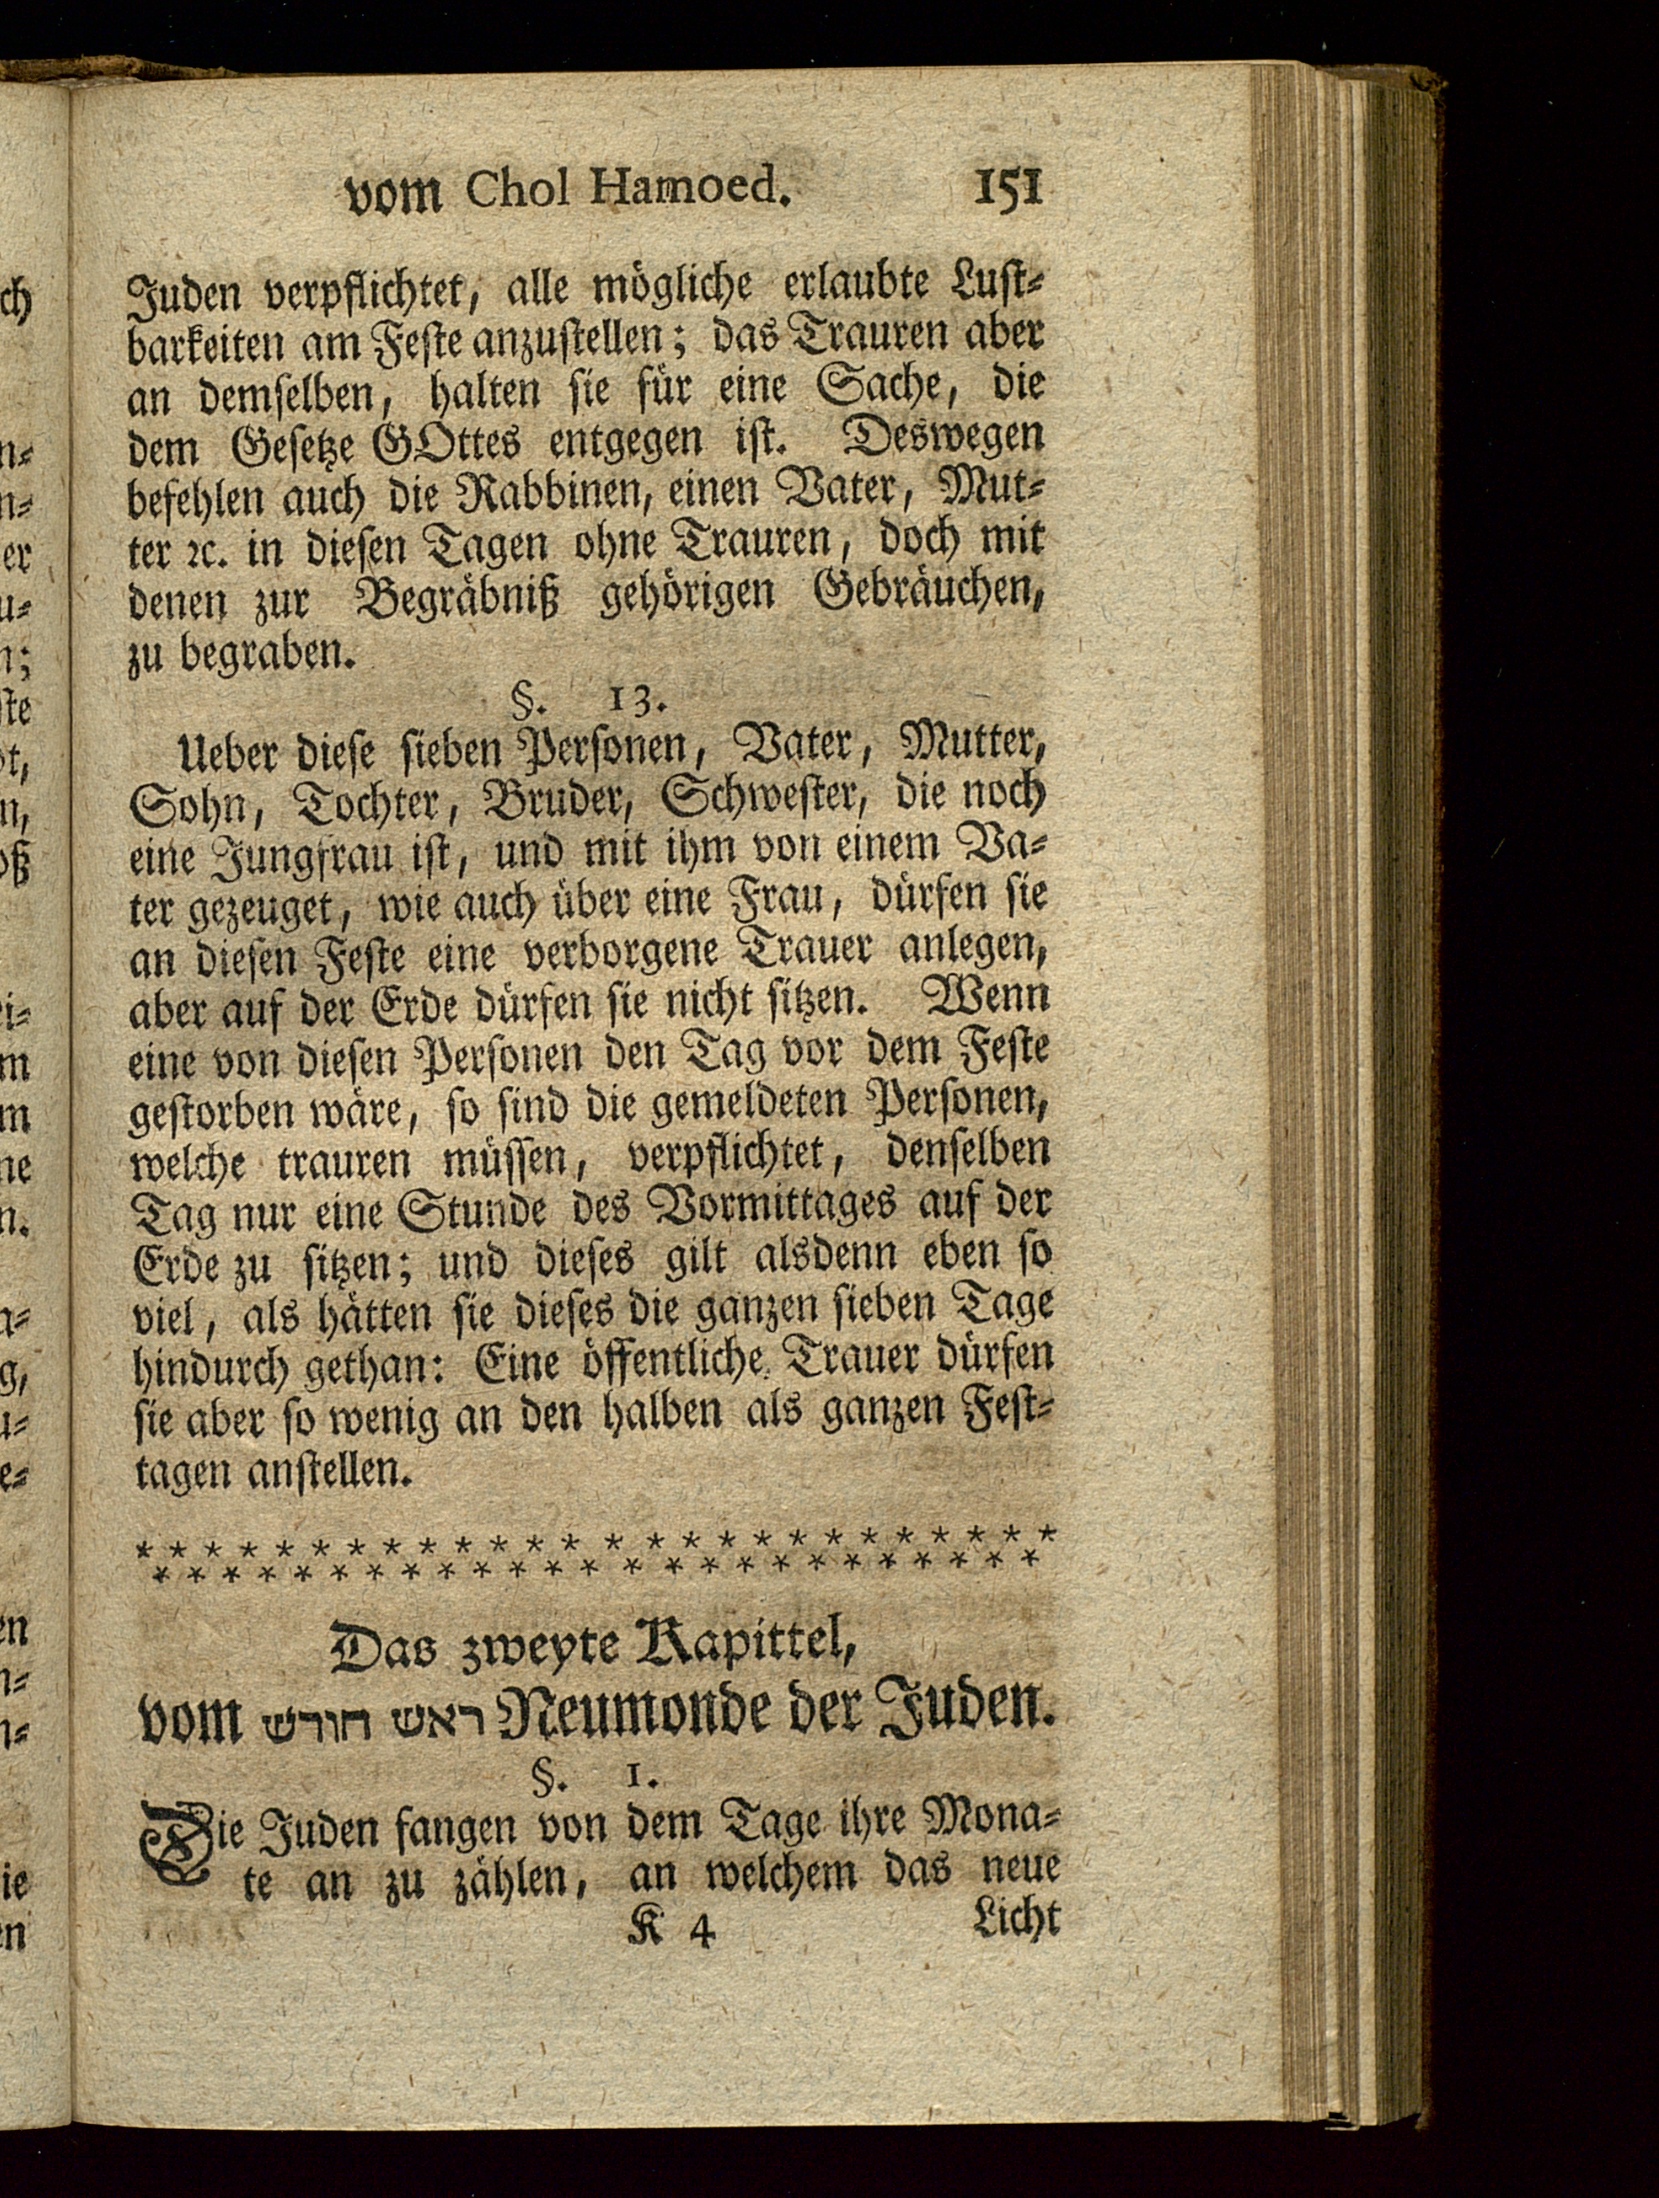 vom Chol Hamoed. 151
Juden verpflichtet, alle mögliche erlaubte Lust-
barkeiten am Feste anzustellen; das Trauren aber
an demselben, halten sie für eine Sache, die
dem Gesetze GOttes entgegen ist. Deswegen
befehlen auch die Rabbinen, einen Vater, Mut-
ter ꝛc. in diesen Tagen ohne Trauren, doch mit
denen zur Begräbniß gehörigen Gebräuchen,
zu begraben.
§. 13.
Ueber diese sieben Personen, Vater, Mutter,
Sohn, Tochter, Bruder, Schwester, die noch
eine Jungfrau ist, und mit ihm von einem Va-
ter gezeuget, wie auch über eine Frau, dürfen sie
an diesen Feste eine verborgene Trauer anlegen,
aber auf der Erde dürfen sie nicht sitzen. Wenn
eine von diesen Personen den Tag vor dem Feste
gestorben wäre, so sind die gemeldeten Personen,
welche trauren müssen, verpflichtet, denselben
Tag nur eine Stunde des Vormittages auf der
Erde zu sitzen; und dieses gilt alsdenn eben so
viel, als hätten sie dieses die ganzen sieben Tage
hindurch gethan: Eine öffentliche Trauer dürfen
sie aber so wenig an den halben als ganzen Fest-
tagen anstellen.
Das zweyte Kapittel,
vom ראש חורש Neumonde der Juden.
§. 1.
Die Juden fangen von dem Tage ihre Mona-
te an zu zählen, an welchem das neue
K 4 Licht